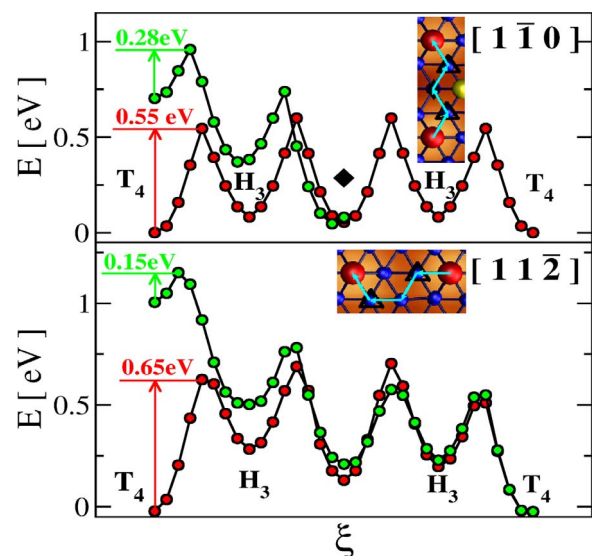 E [ eV ]
1
0.5
0
0.28eV
0.55 eV
T4
H3
H3
T4
[ 1 1̄ 0 ]
E [ eV ]
1
0.5
0
0.15eV
0.65eV
T4
H3
H3
T4
[ 1 1 2̄ ]
ξ